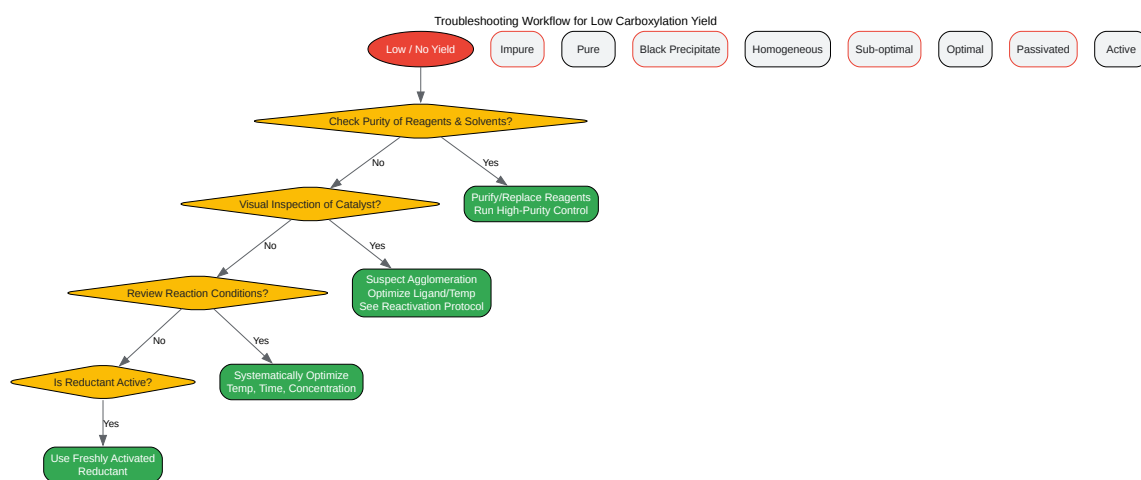 Troubleshooting Workflow for Low Carboxylation Yield
Low / No Yield
Impure
Pure
Black Precipitate
Homogeneous
Sub-optimal
Optimal
Passivated
Active
Check Purity of Reagents & Solvents?
No
Yes
Visual Inspection of Catalyst?
Purify/Replace Reagents
Run High-Purity Control
No
Yes
Review Reaction Conditions?
Suspect Agglomeration
Optimize Ligand/Temp
See Reactivation Protocol
No
Yes
Is Reductant Active?
Systematically Optimize
Temp, Time, Concentration
Yes
Use Freshly Activated
Reductant